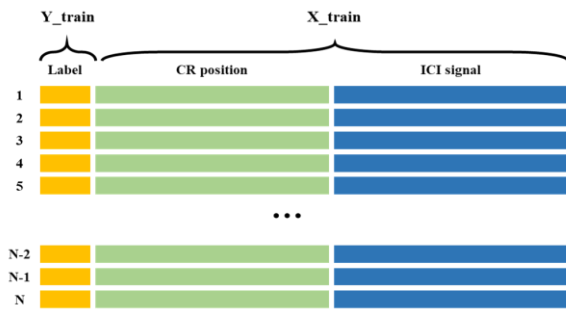 Y_train X_train
Label CR position ICI signal
1
2
3
4
5
...
N-2
N-1
N